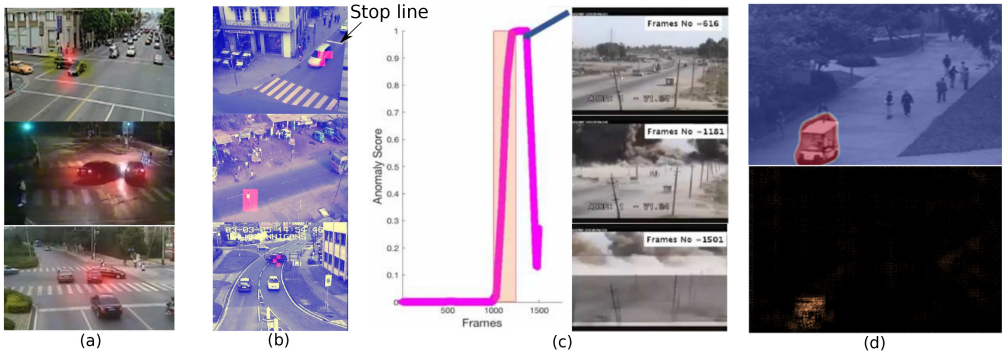 Stop line
Frames No -616
Frames No -1181
Frames No -1501
Anomaly Score
1
0.9
0.8
0.7
0.6
0.5
0.4
0.3
0.2
0.1
0
500
1000
1500
Frames
(a)
(b)
(c)
(d)